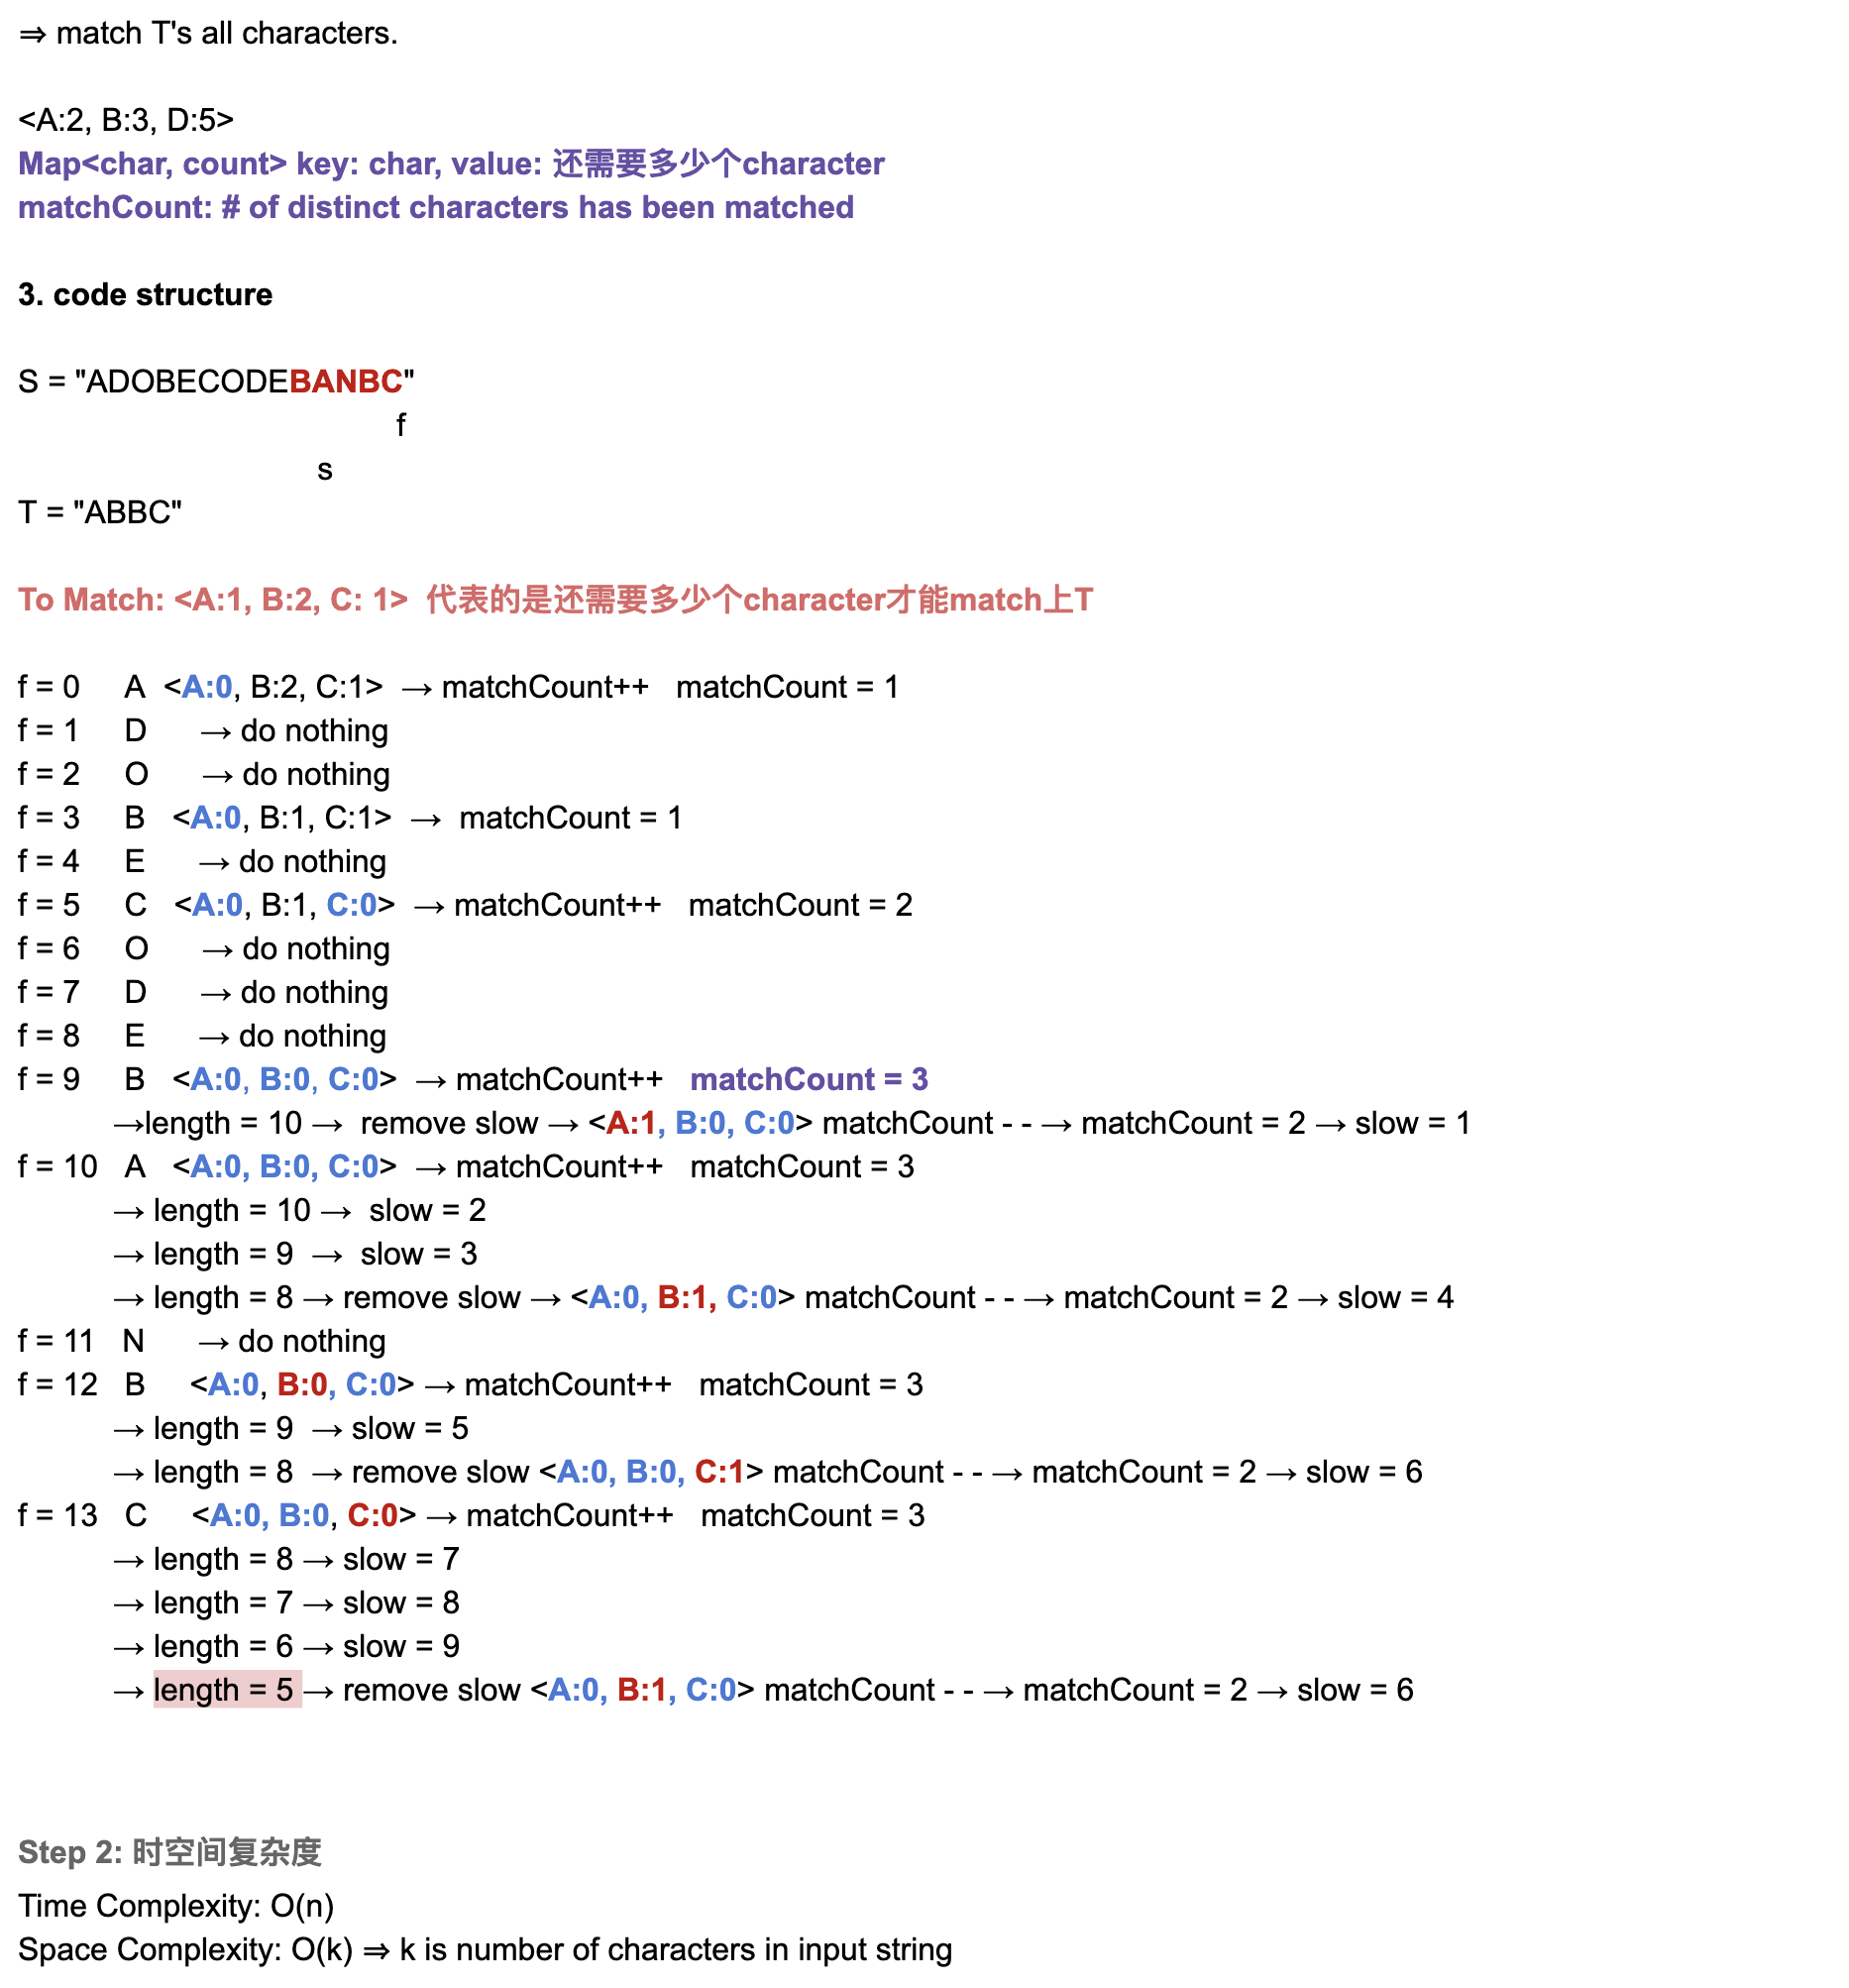 ⇒ match T's all characters.
<A:2, B:3, D:5>
Map<char, count> key: char, value: 还需要多少个character
matchCount: # of distinct characters has been matched
3. code structure
S = "ADOBECODEBANBC"
f
s
T = "ABBC"
To Match: <A:1, B:2, C: 1>  代表的是还需要多少个character才能match上T
f = 0 A <A:0, B:2, C:1> → matchCount++ matchCount = 1
f = 1 D → do nothing
f = 2 O → do nothing
f = 3 B <A:0, B:1, C:1> → matchCount = 1
f = 4 E → do nothing
f = 5 C <A:0, B:1, C:0> → matchCount++ matchCount = 2
f = 6 O → do nothing
f = 7 D → do nothing
f = 8 E → do nothing
f = 9 B <A:0, B:0, C:0> → matchCount++ matchCount = 3
→length = 10 → remove slow → <A:1, B:0, C:0> matchCount - - → matchCount = 2 → slow = 1
f = 10 A <A:0, B:0, C:0> → matchCount++ matchCount = 3
→ length = 10 → slow = 2
→ length = 9 → slow = 3
→ length = 8 → remove slow → <A:0, B:1, C:0> matchCount - - → matchCount = 2 → slow = 4
f = 11 N → do nothing
f = 12 B <A:0, B:0, C:0> → matchCount++ matchCount = 3
→ length = 9 → slow = 5
→ length = 8 → remove slow <A:0, B:0, C:1> matchCount - - → matchCount = 2 → slow = 6
f = 13 C <A:0, B:0, C:0> → matchCount++ matchCount = 3
→ length = 8 → slow = 7
→ length = 7 → slow = 8
→ length = 6 → slow = 9
→ length = 5 → remove slow <A:0, B:1, C:0> matchCount - - → matchCount = 2 → slow = 6
Step 2: 时空间复杂度
Time Complexity: O(n)
Space Complexity: O(k) ⇒ k is number of characters in input string